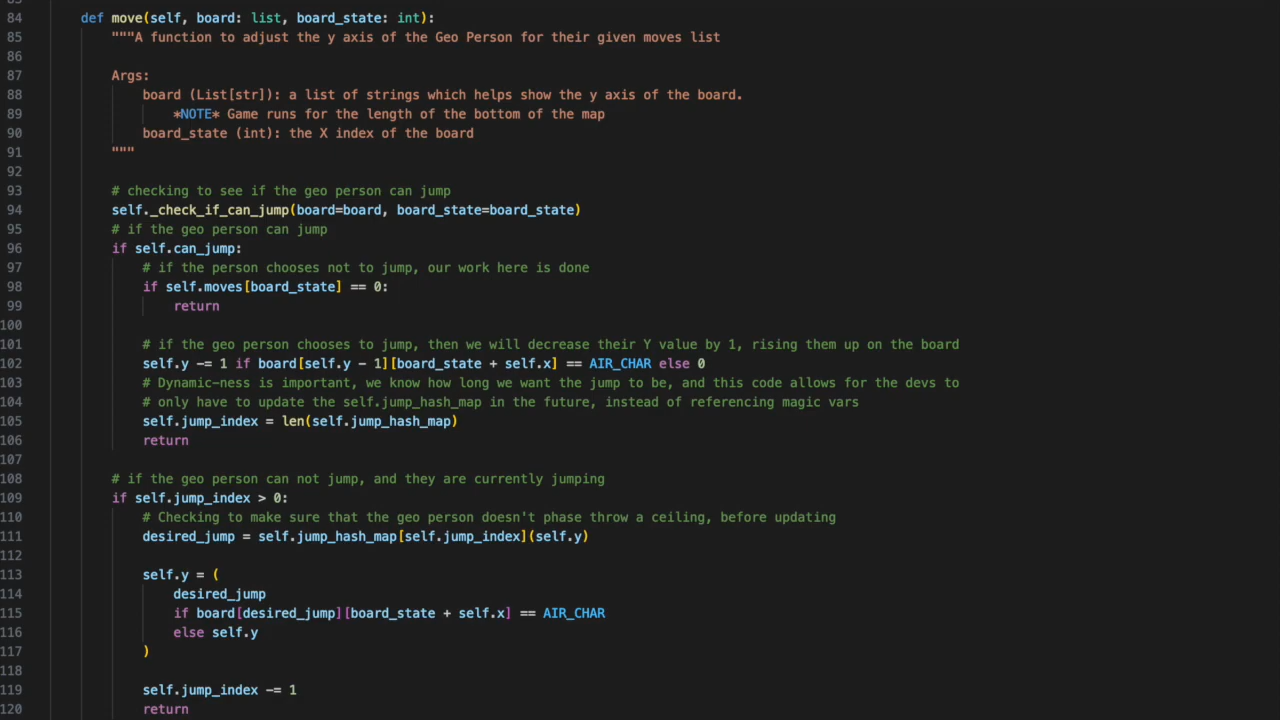 84 def move(self, board: list, board_state: int):
85 """A function to adjust the y axis of the Geo Person for their given moves list
86
87 Args:
88 board (List[str]): a list of strings which helps show the y axis of the board.
89 *NOTE* Game runs for the length of the bottom of the map
90 board_state (int): the X index of the board
91 """
92
93 # checking to see if the geo person can jump
94 self._check_if_can_jump(board=board, board_state=board_state)
95 # if the geo person can jump
96 if self.can_jump:
97 # if the person chooses not to jump, our work here is done
98 if self.moves[board_state] == 0:
99 return
100
101 # if the geo person chooses to jump, then we will decrease their Y value by 1, rising them up on the board
102 self.y -= 1 if board[self.y - 1][board_state + self.x] == AIR_CHAR else 0
103 # Dynamic-ness is important, we know how long we want the jump to be, and this code allows for the devs to
104 # only have to update the self.jump_hash_map in the future, instead of referencing magic vars
105 self.jump_index = len(self.jump_hash_map)
106 return
107
108 # if the geo person can not jump, and they are currently jumping
109 if self.jump_index > 0:
110 # Checking to make sure that the geo person doesn't phase throw a ceiling, before updating
111 desired_jump = self.jump_hash_map[self.jump_index](self.y)
112
113 self.y = (
114 desired_jump
115 if board[desired_jump][board_state + self.x] == AIR_CHAR
116 else self.y
117 )
118
119 self.jump_index -= 1
120 return